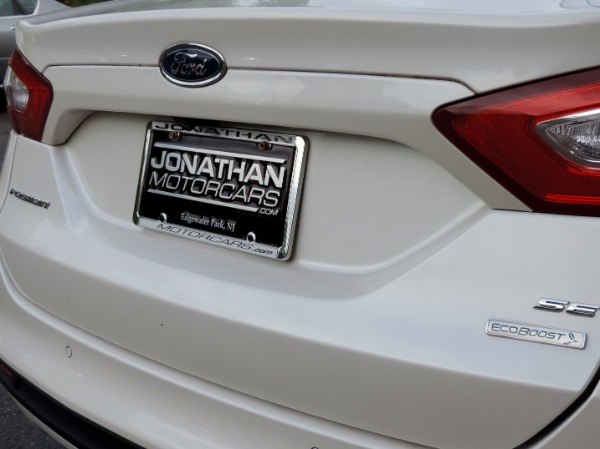 Ford
JONATHAN
JONATHAN
MOTORCARS
.COM
Edgewater Park, NJ
MOTORCARS.com
FUSION
SE
ECOBOOST